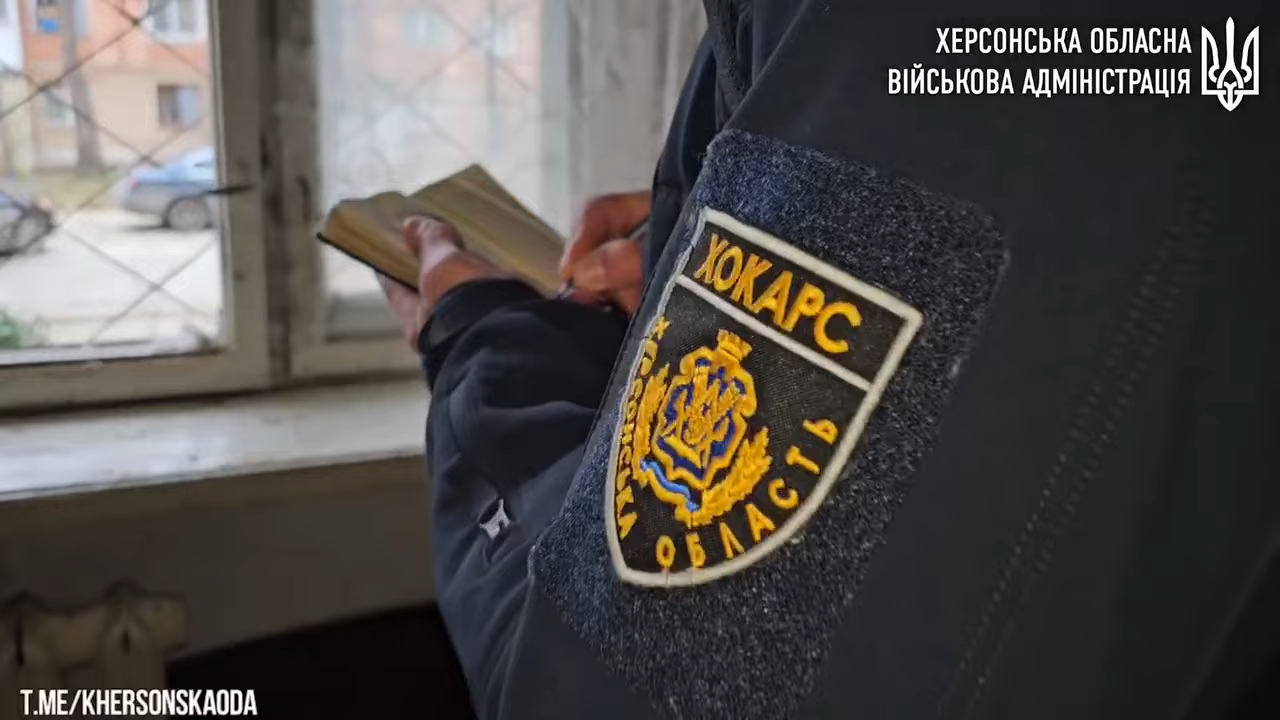 ХЕРСОНСЬКА ОБЛАСНА
ВІЙСЬКОВА АДМІНІСТРАЦІЯ
ХОКАРС
ХЕРСОНСЬКА ОБЛАСТЬ
T.ME/KHERSONSKAODA